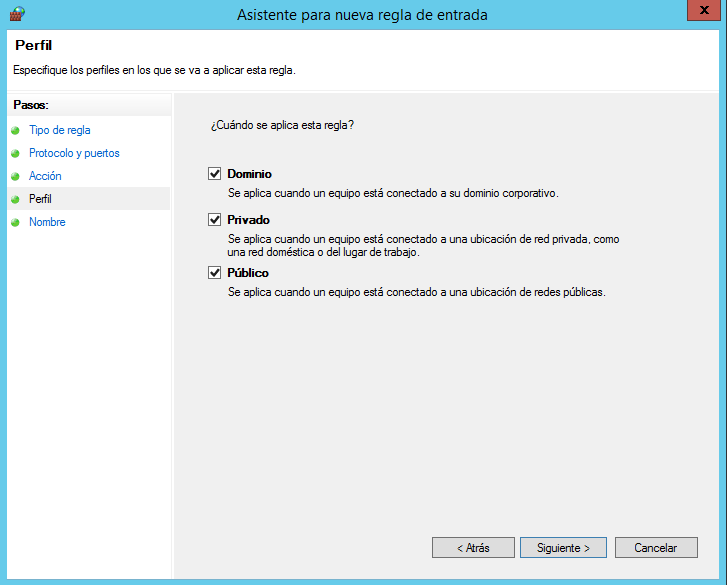 Asistente para nueva regla de entrada
x
Perfil
Especifique los perfiles en los que se va a aplicar esta regla.
Pasos:
Tipo de regla
Protocolo y puertos
Acción
Perfil
Nombre
¿Cuándo se aplica esta regla?
Dominio
Se aplica cuando un equipo está conectado a su dominio corporativo.
Privado
Se aplica cuando un equipo está conectado a una ubicación de red privada, como
una red doméstica o del lugar de trabajo.
Público
Se aplica cuando un equipo está conectado a una ubicación de redes públicas.
< Atrás
Siguiente >
Cancelar